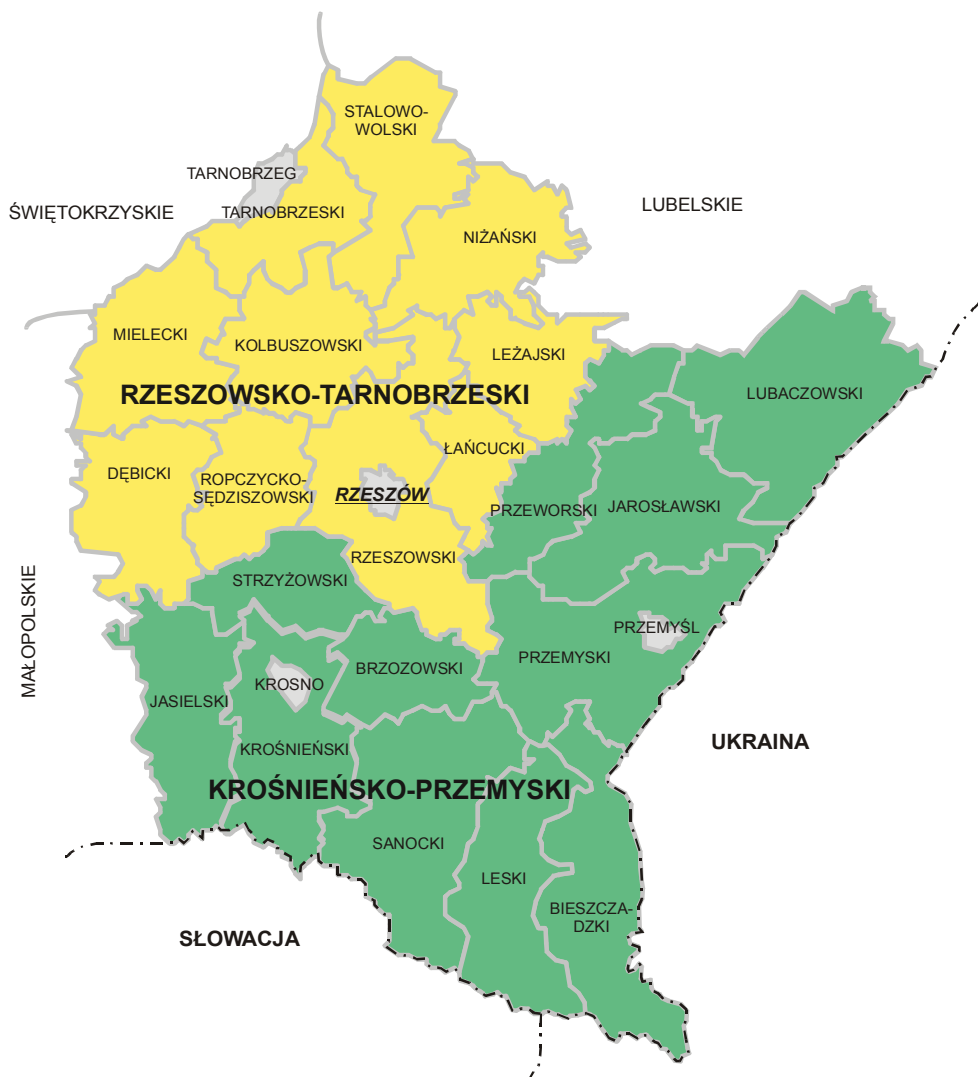 STALOWO-
WOLSKI
TARNOBRZEG
ŚWIĘTOKRZYSKIE
TARNOBRZESKI
LUBELSKIE
NIŻAŃSKI
MIELECKI
KOLBUSZOWSKI
LEŻAJSKI
RZESZOWSKO-TARNOBRZESKI
LUBACZOWSKI
DĘBICKI
ROPCZYCKO-
SĘDZISZOWSKI
RZESZÓW
ŁAŃCUCKI
PRZEWORSKI
JAROSŁAWSKI
RZESZOWSKI
STRZYŻOWSKI
MAŁOPOLSKIE
PRZEMYŚL
PRZEMYSKI
BRZOZOWSKI
KROSNO
JASIELSKI
KROŚNIEŃSKI
UKRAINA
KROŚNIEŃSKO-PRZEMYSKI
SANOCKI
LESKI
BIESZCZA-
DZKI
SŁOWACJA